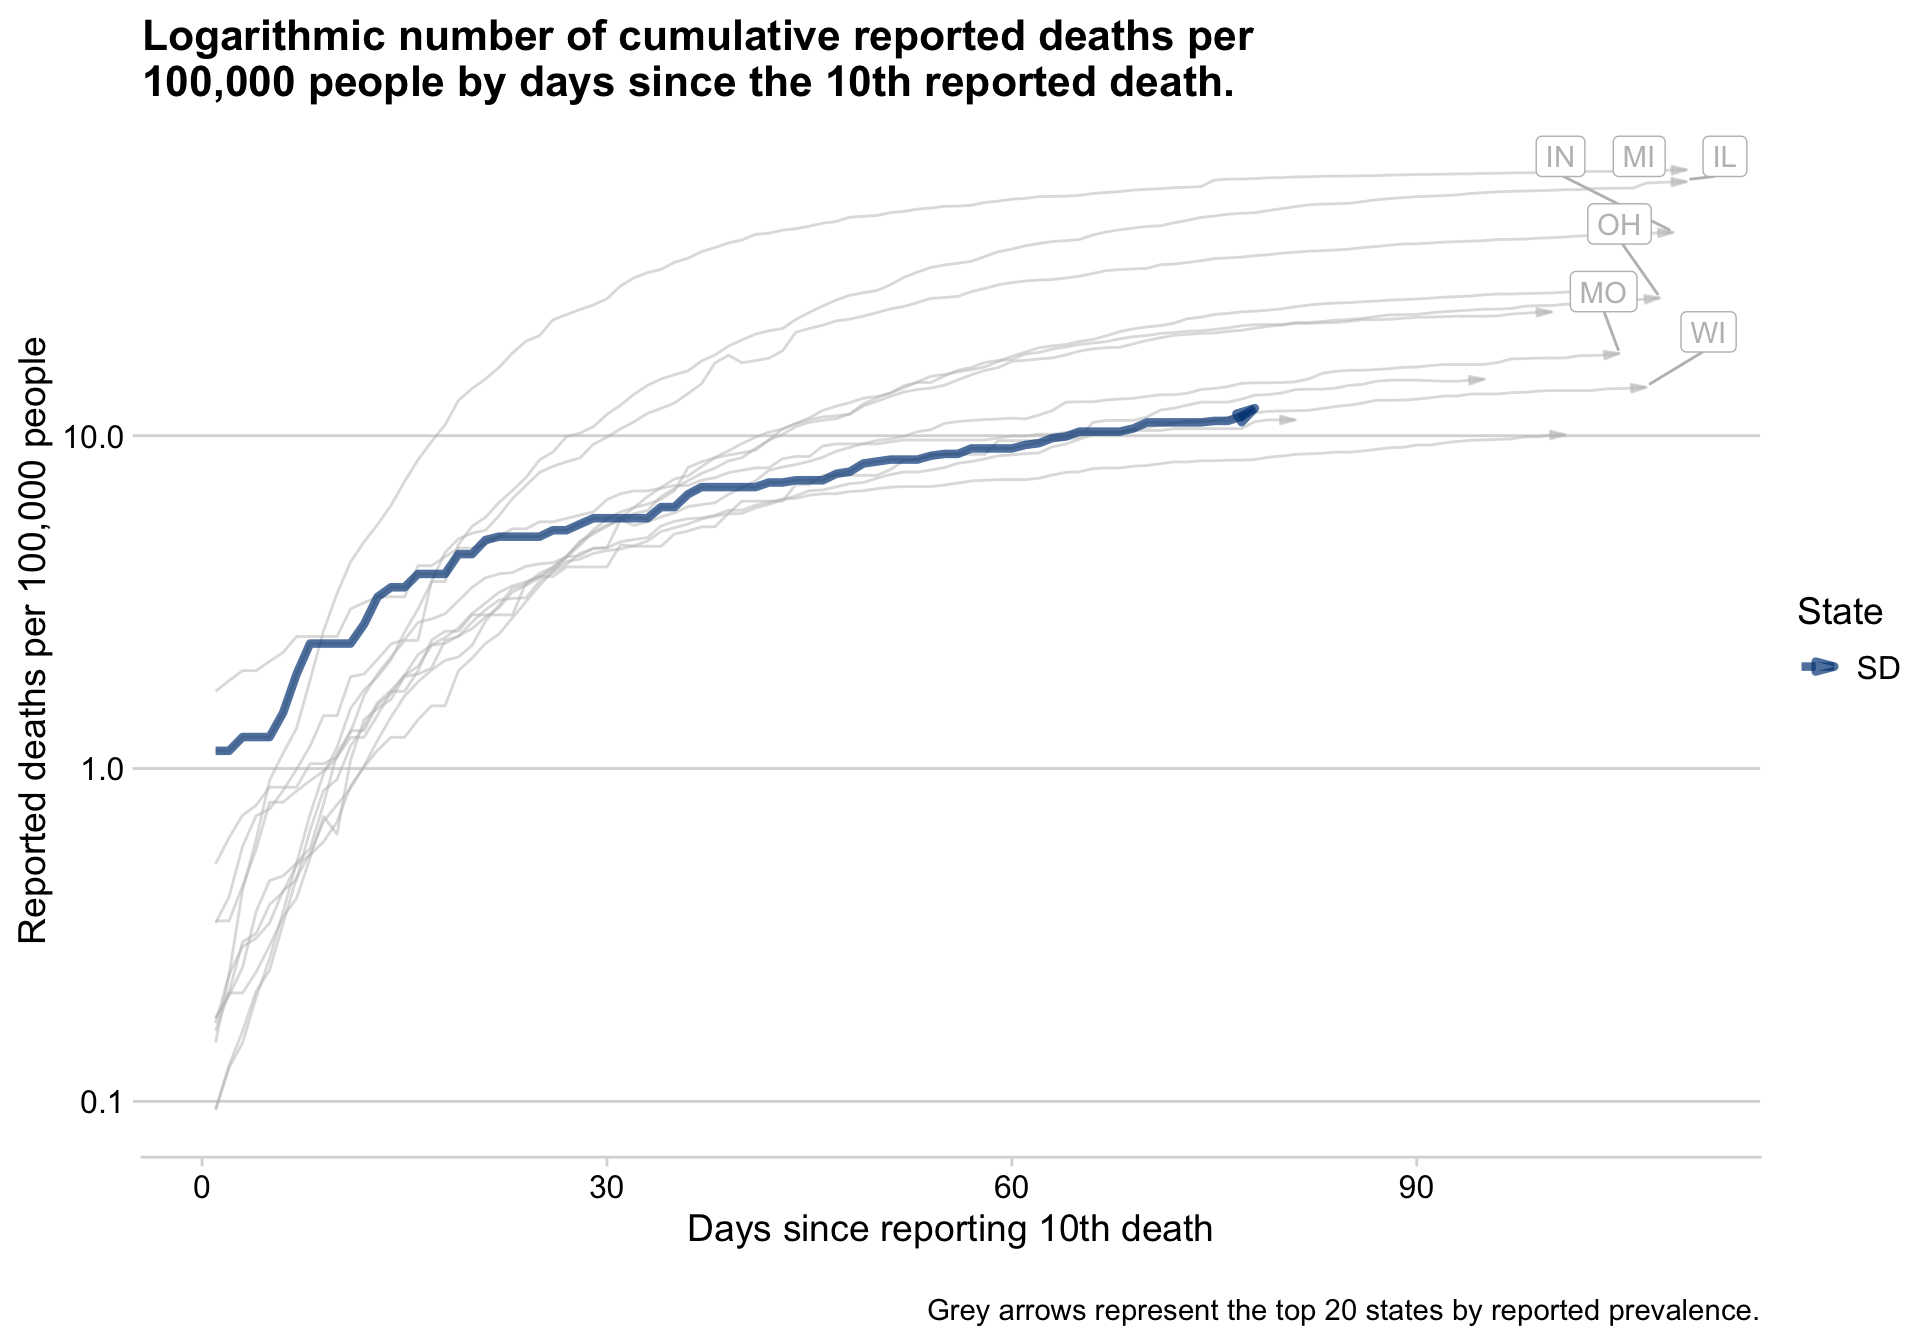 Logarithmic number of cumulative reported deaths per
100,000 people by days since the 10th reported death.
IN
MI
IL
OH
MO
WI
Reported deaths per 100,000 people
10.0
1.0
0.1
State
SD
0
30
60
90
Days since reporting 10th death
Grey arrows represent the top 20 states by reported prevalence.